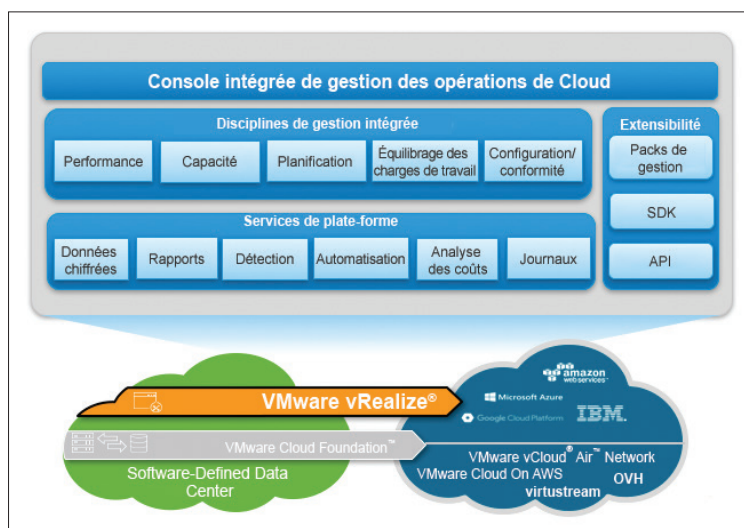 Console intégrée de gestion des opérations de Cloud
Disciplines de gestion intégrée
Performance
Capacité
Planification
Équilibrage des
charges de travail
Configuration/
conformité
Services de plate-forme
Données
chiffrées
Rapports
Détection
Automatisation
Analyse
des coûts
Journaux
Extensibilité
Packs de
gestion
SDK
API
VMware vRealize®
VMware Cloud Foundation™
Software-Defined Data
Center
amazon
webservices™
Microsoft Azure
Google Cloud Platform
IBM®
VMware vCloud® Air™ Network
VMware Cloud On AWS
OVH
virtustream